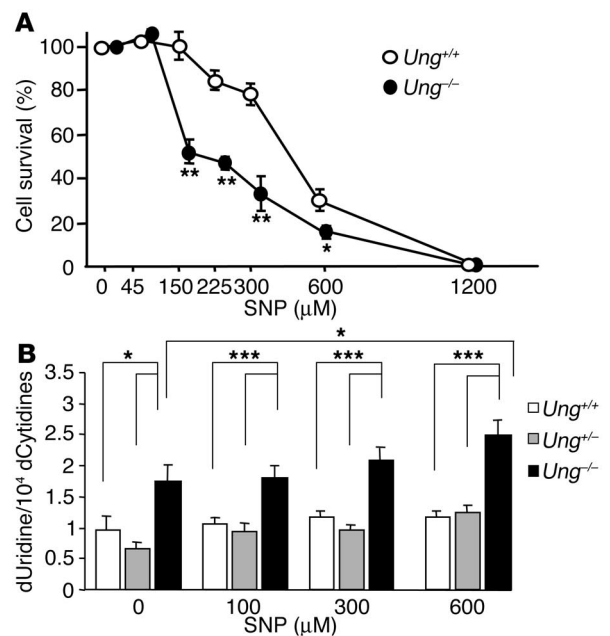 A
Cell survival (%)
100
80
60
40
20
0
Ung+/+
Ung−/−
**
**
**
*
0 45 150 225 300 600 1200
SNP (μM)
B
dUridine/10⁴ dCytidines
3.5
3
2.5
2
1.5
1
0.5
0
*
* *** *** ***
Ung+/+
Ung+/−
Ung−/−
0 100 300 600
SNP (μM)